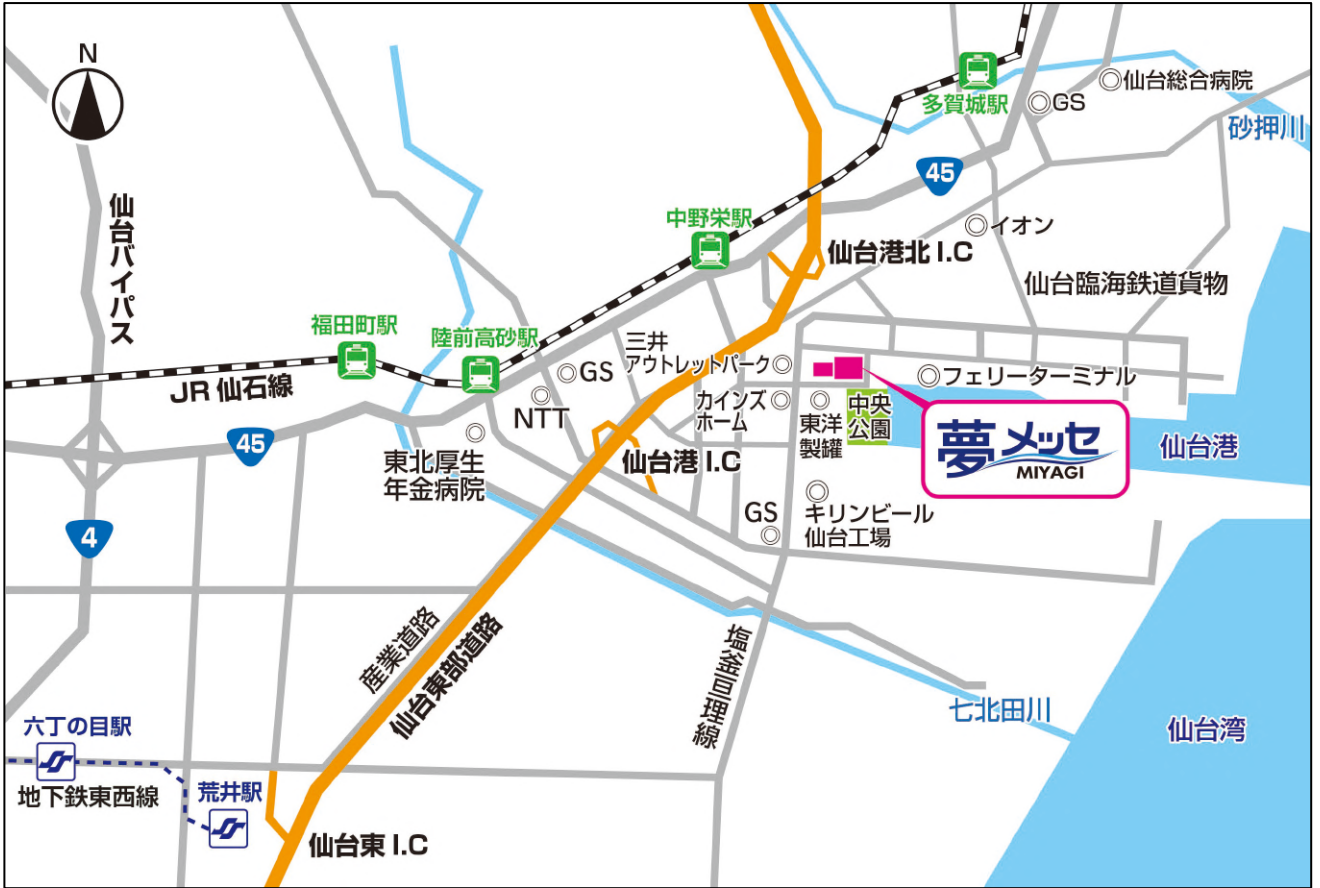 N
多賀城駅
GS
仙台総合病院
砂押川
45
仙台バイパス
中野栄駅
イオン
仙台港北 I.C
仙台臨海鉄道貨物
福田町駅
陸前高砂駅
三井
アウトレットパーク
GS
フェリーターミナル
JR 仙石線
NTT
カインズ
ホーム
東洋
製罐
中央
公園
夢メッセ
MIYAGI
仙台港
45
東北厚生
年金病院
仙台港 I.C
4
GS
キリンビール
仙台工場
産業道路
仙台東部道路
塩釜亘理線
七北田川
仙台湾
六丁の目駅
地下鉄東西線
荒井駅
仙台東 I.C